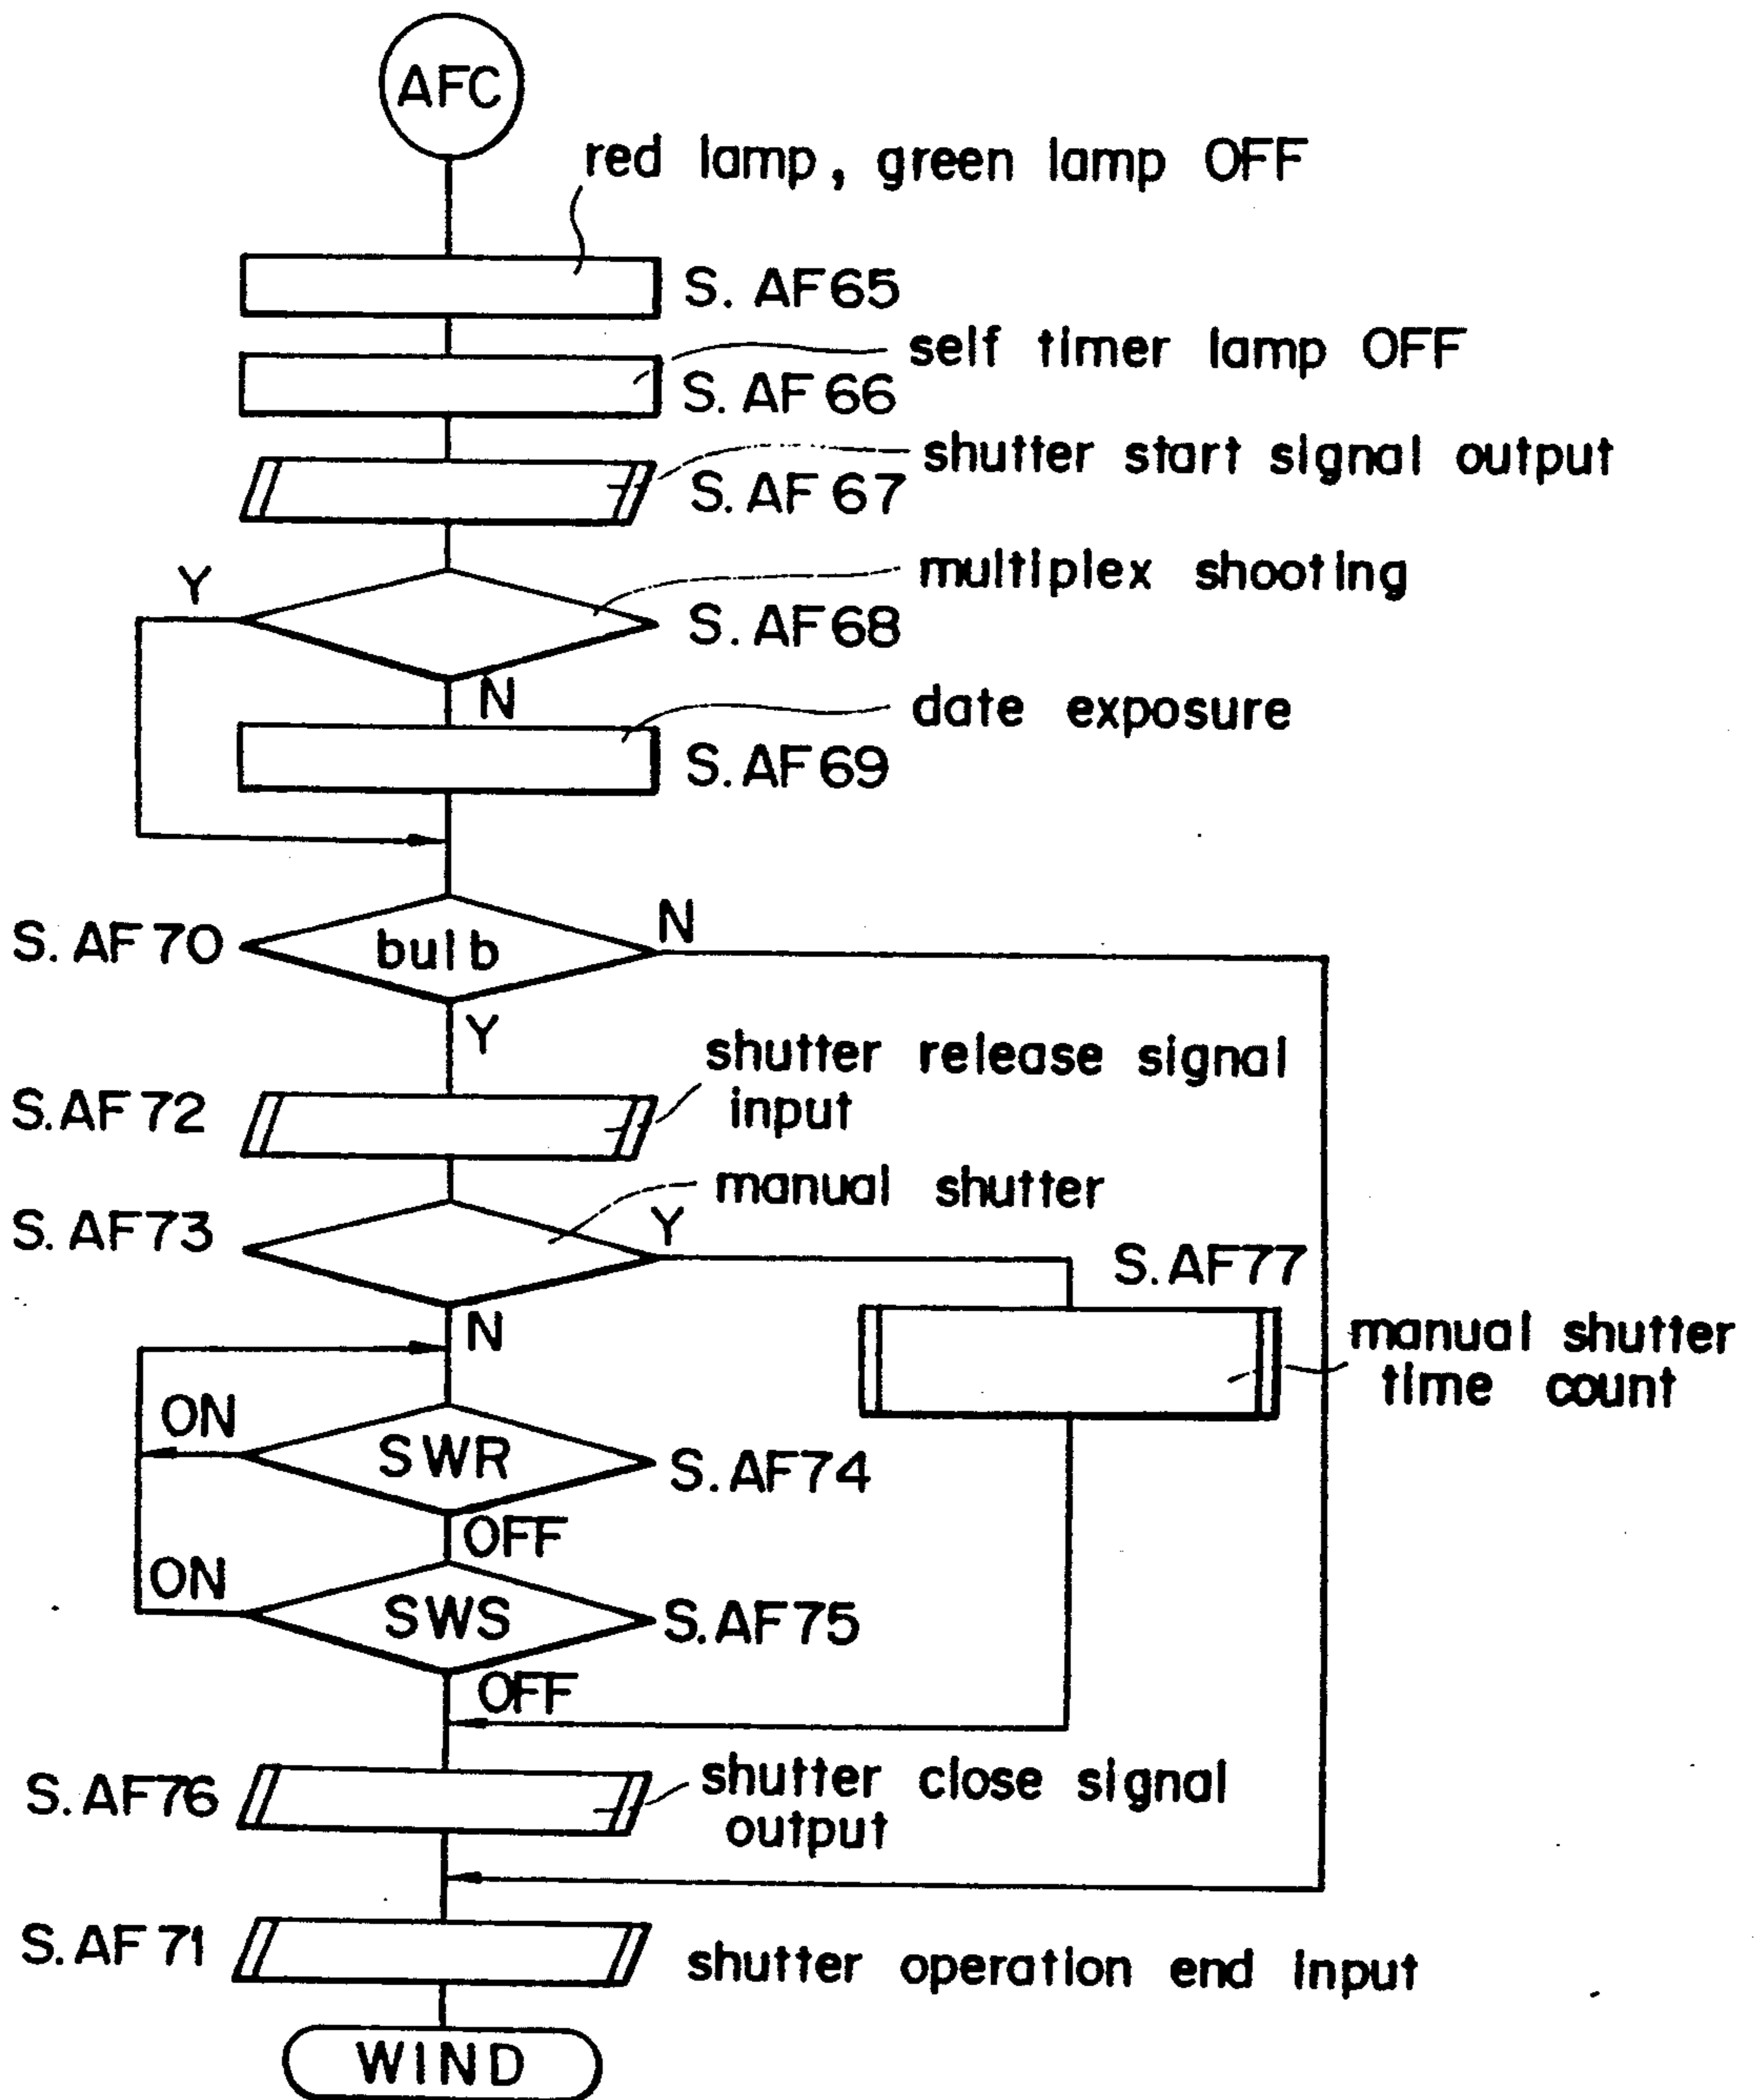 AFC
red lamp, green lamp OFF
S. AF65
self timer lamp OFF
S. AF66
shutter start signal output
S. AF67
multiplex shooting
Y
S. AF68
N
date exposure
S. AF69
S. AF70
bulb
N
Y
shutter release signal
input
S.AF72
manual shutter
S. AF73
Y
S.AF77
N
manual shutter
time count
ON
SWR
S.AF74
OFF
ON
SWS
S.AF75
OFF
S.AF76
shutter close signal
output
S.AF71
shutter operation end input
WIND